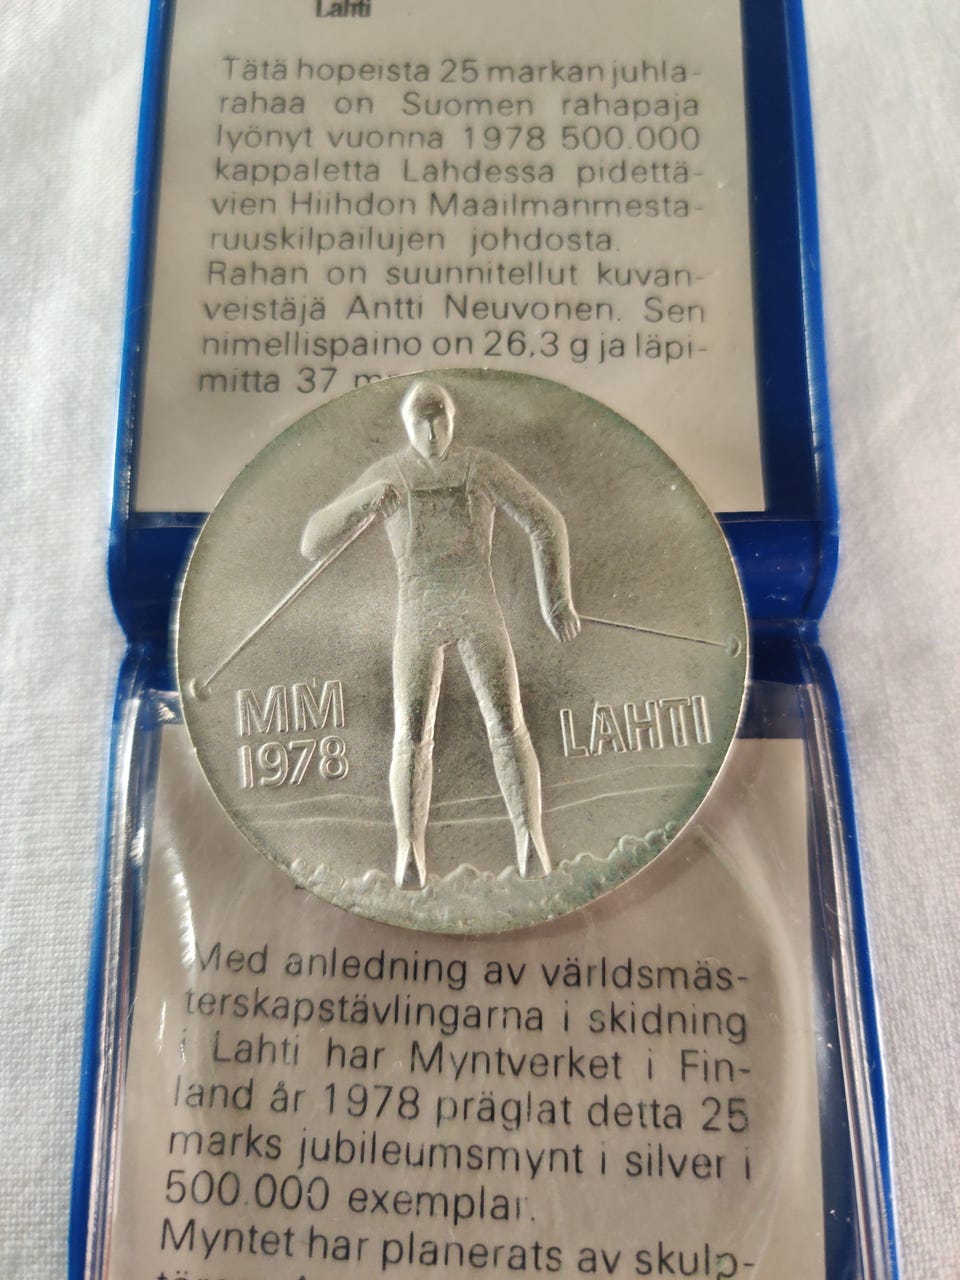 Lahti
Tätä hopeista 25 markan juhla-
rahaa on Suomen rahapaja
lyönyt vuonna 1978 500.000
kappaletta Lahdessa pidettä-
vien Hiihdon Maailmanmesta-
ruuskilpailujen johdosta.
Rahan on suunnitellut kuvan-
veistäjä Antti Neuvonen. Sen
nimellispaino on 26,3 g ja läpi-
mitta 37
MM
1978
LAHTI
Med anledning av världsmäs-
terskapstävlingarna i skidning
i Lahti har Myntverket i Fin-
land år 1978 präglat detta 25
marks jubileumsmynt i silver i
500.000 exemplar.
Myntet har planerats av skulp-